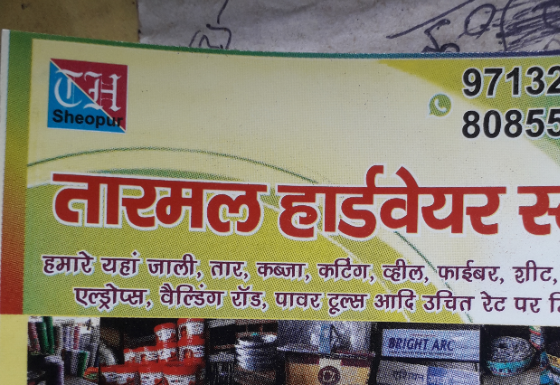 TH
Sheopur
97132
80855
तारमल हार्डवेयर
हमारे यहां जाली, तार, कब्जा, कटिंग, व्हील, फाईबर, शीट,
एल्ड्रोप्स, वैल्डिंग रॉड, पावर टूल्स आदि उचित रेट पर
BRIGHT ARC